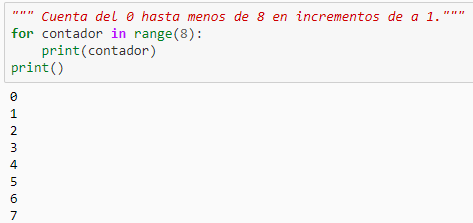 """ Cuenta del 0 hasta menos de 8 en incrementos de a 1."""
for contador in range(8):
    print(contador)
print()
0
1
2
3
4
5
6
7